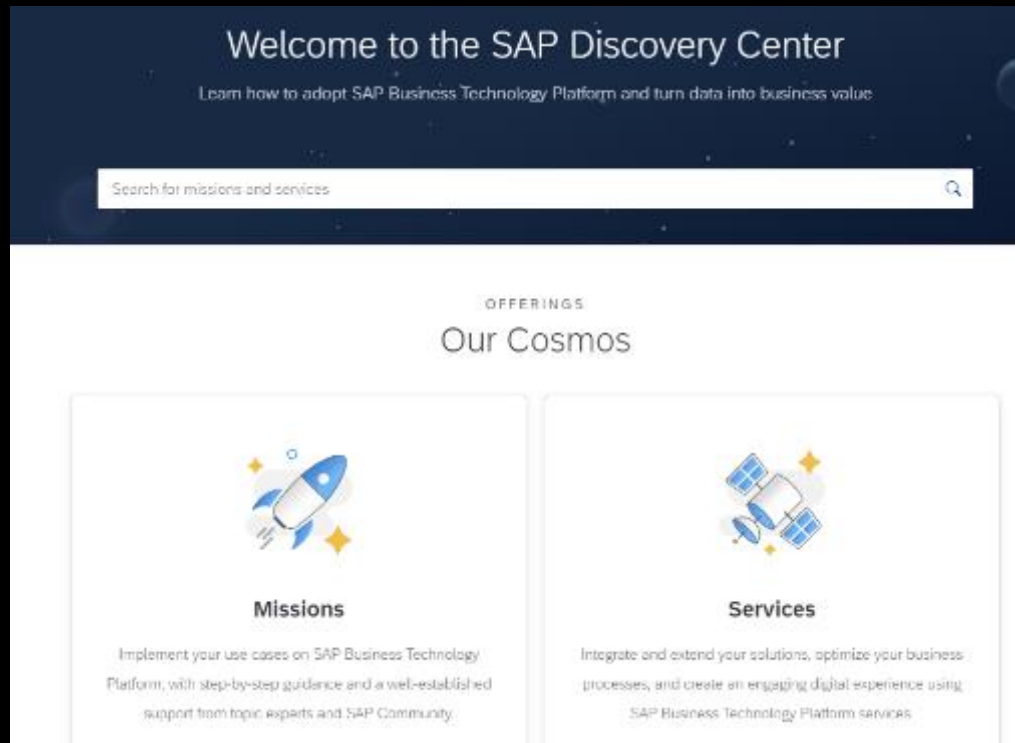 Welcome to the SAP Discovery Center
Learn how to adopt SAP Business Technology Platform and turn data into business value
Search for missions and services
OFFERINGS
Our Cosmos
Missions
Implement your use cases on SAP Business Technology
Platform, with step-by-step guidance and a well-established
support from topic experts and SAP Community
Services
Integrate and extend your solutions, optimize your business
processes, and create an engaging digital experience using
SAP Business Technology Platform services